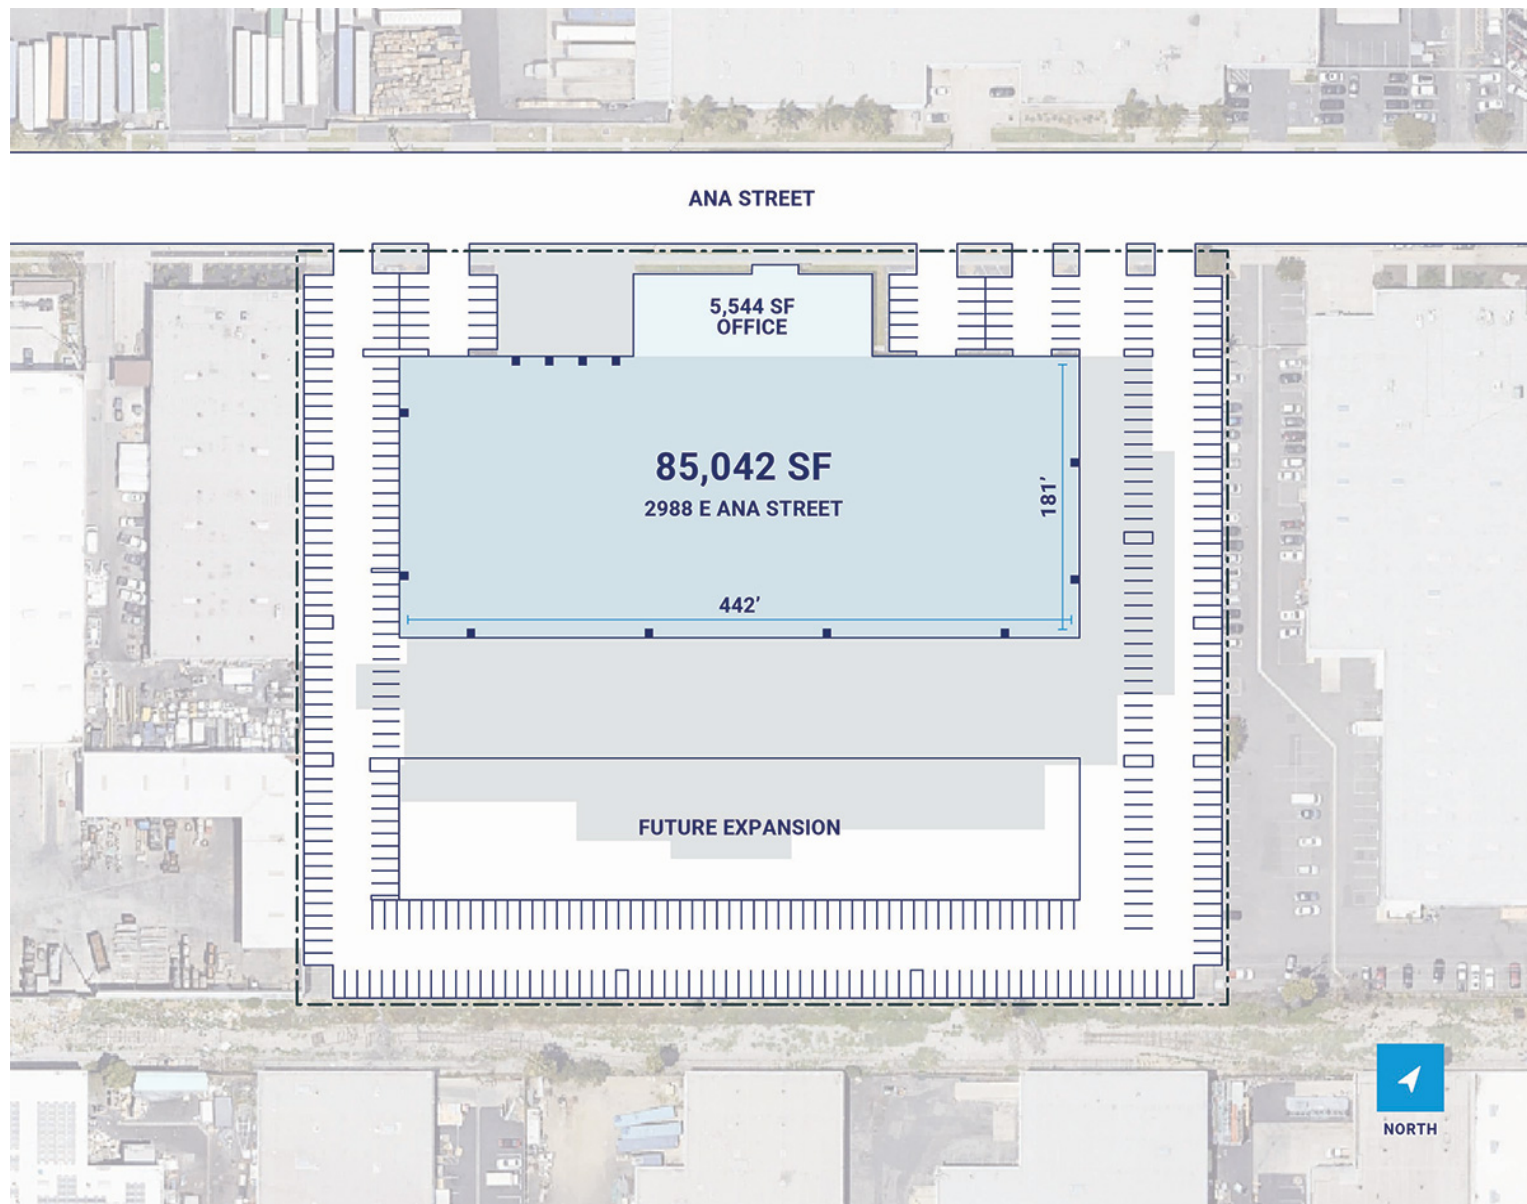 ANA STREET
5,544 SF
OFFICE
85,042 SF
2988 E ANA STREET
181’
442’
FUTURE EXPANSION
NORTH